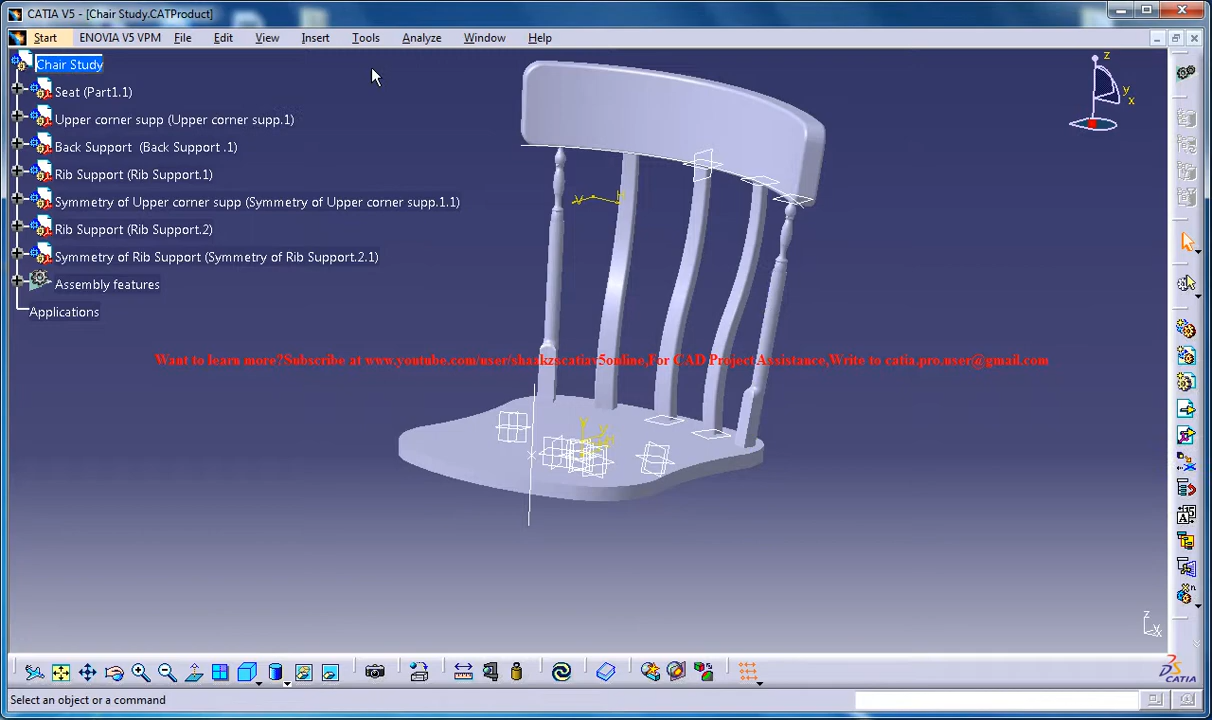 CATIA V5 - [Chair Study.CATProduct]
Start ENOVIA V5 VPM File Edit View Insert Tools Analyze Window Help
Chair Study
Seat (Part1.1)
Upper corner supp (Upper corner supp.1)
Back Support (Back Support .1)
Rib Support (Rib Support.1)
Symmetry of Upper corner supp (Symmetry of Upper corner supp.1.1)
Rib Support (Rib Support.2)
Symmetry of Rib Support (Symmetry of Rib Support.2.1)
Assembly features
Applications
z
y
x
Want to learn more?Subscribe at www.youtube.com/user/shaakzscatiav5online,For CAD Project Assistance,Write to catia.pro.user@gmail.com
Select an object or a command
CATIA